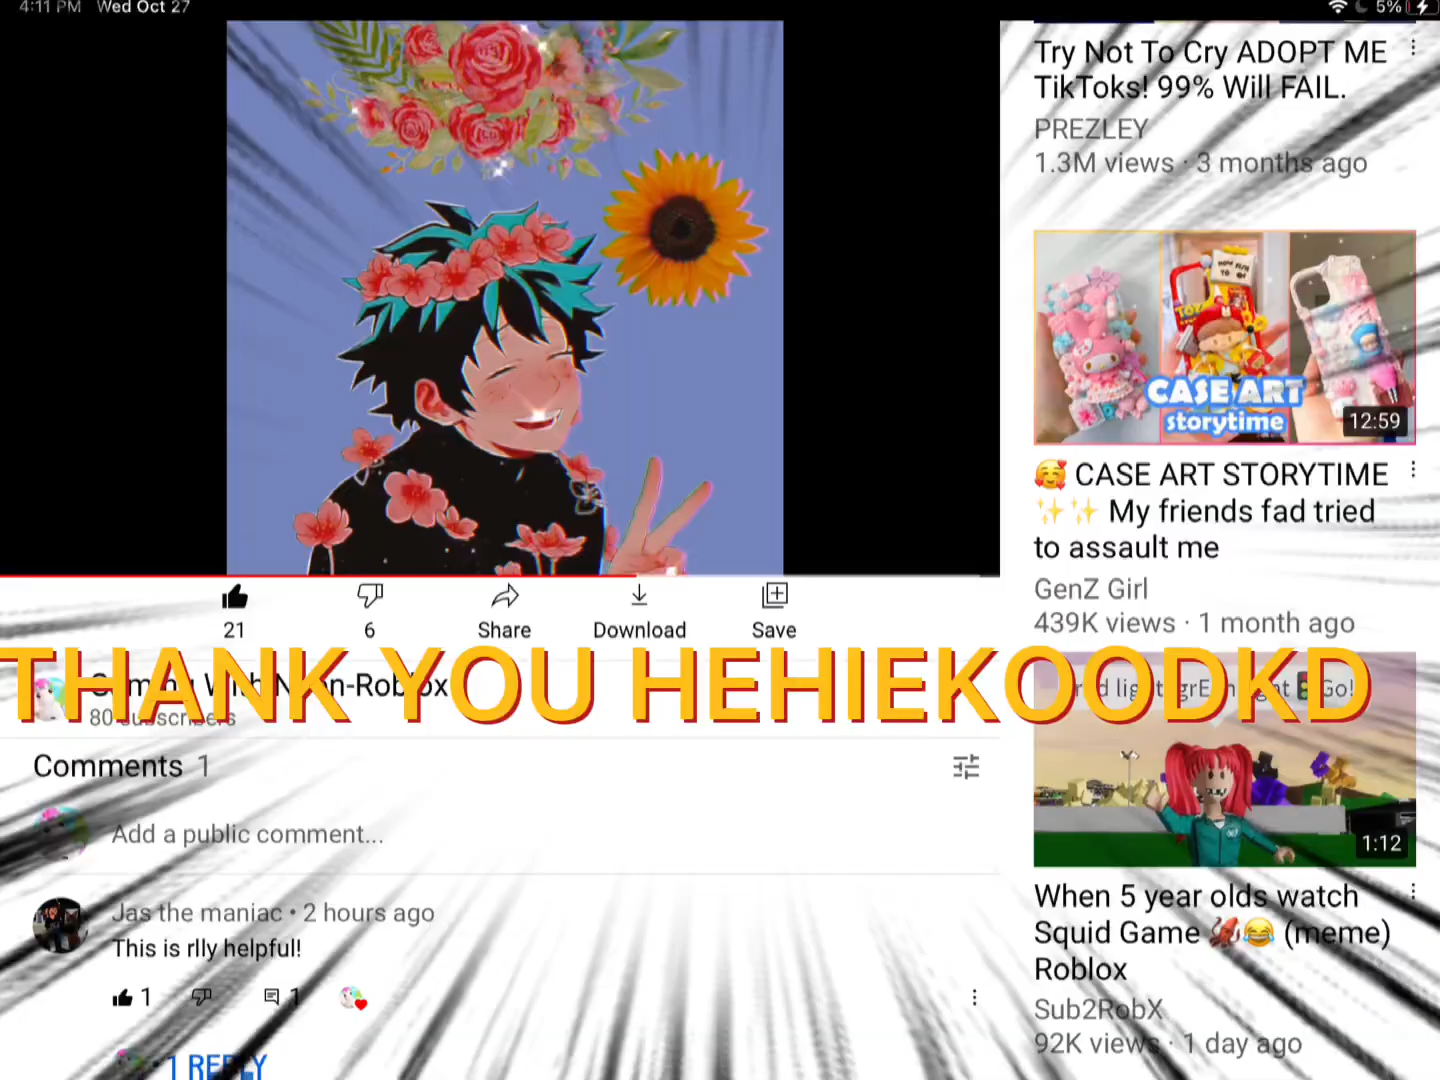 4:11 PM Wed Oct 27
5%
21
6
Share
Download
Save
THANK YOU HEHIEKOODKD
80 subscribers
Comments 1
Add a public comment...
Jas the maniac • 2 hours ago
This is rlly helpful!
1
1
1 REPLY
Try Not To Cry ADOPT ME
TikToks! 99% Will FAIL.
PREZLEY
1.3M views · 3 months ago
CASE ART
storytime
12:59
🥰 CASE ART STORYTIME
✨✨ My friends fad tried
to assault me
GenZ Girl
439K views · 1 month ago
Go!
1:12
When 5 year olds watch
Squid Game 🦑😂 (meme)
Roblox
Sub2RobX
92K views · 1 day ago